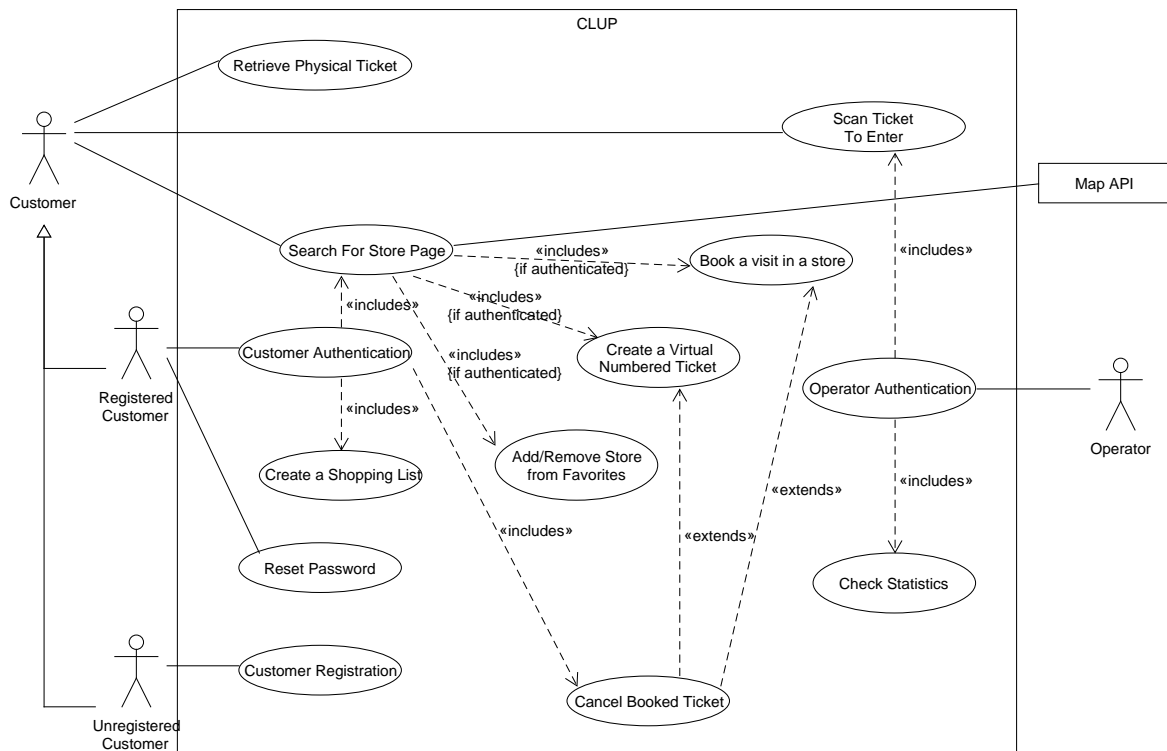 CLUP
Retrieve Physical Ticket
Scan Ticket
To Enter
Customer
Map API
Search For Store Page
«includes»
{if authenticated}
Book a visit in a store
«includes»
«includes»
{if authenticated}
«includes»
Customer Authentication
«includes»
{if authenticated}
Create a Virtual
Numbered Ticket
Operator Authentication
Registered
Customer
«includes»
Operator
Create a Shopping List
Add/Remove Store
from Favorites
«extends»
«includes»
«includes»
«extends»
Reset Password
Check Statistics
Customer Registration
Cancel Booked Ticket
Unregistered
Customer